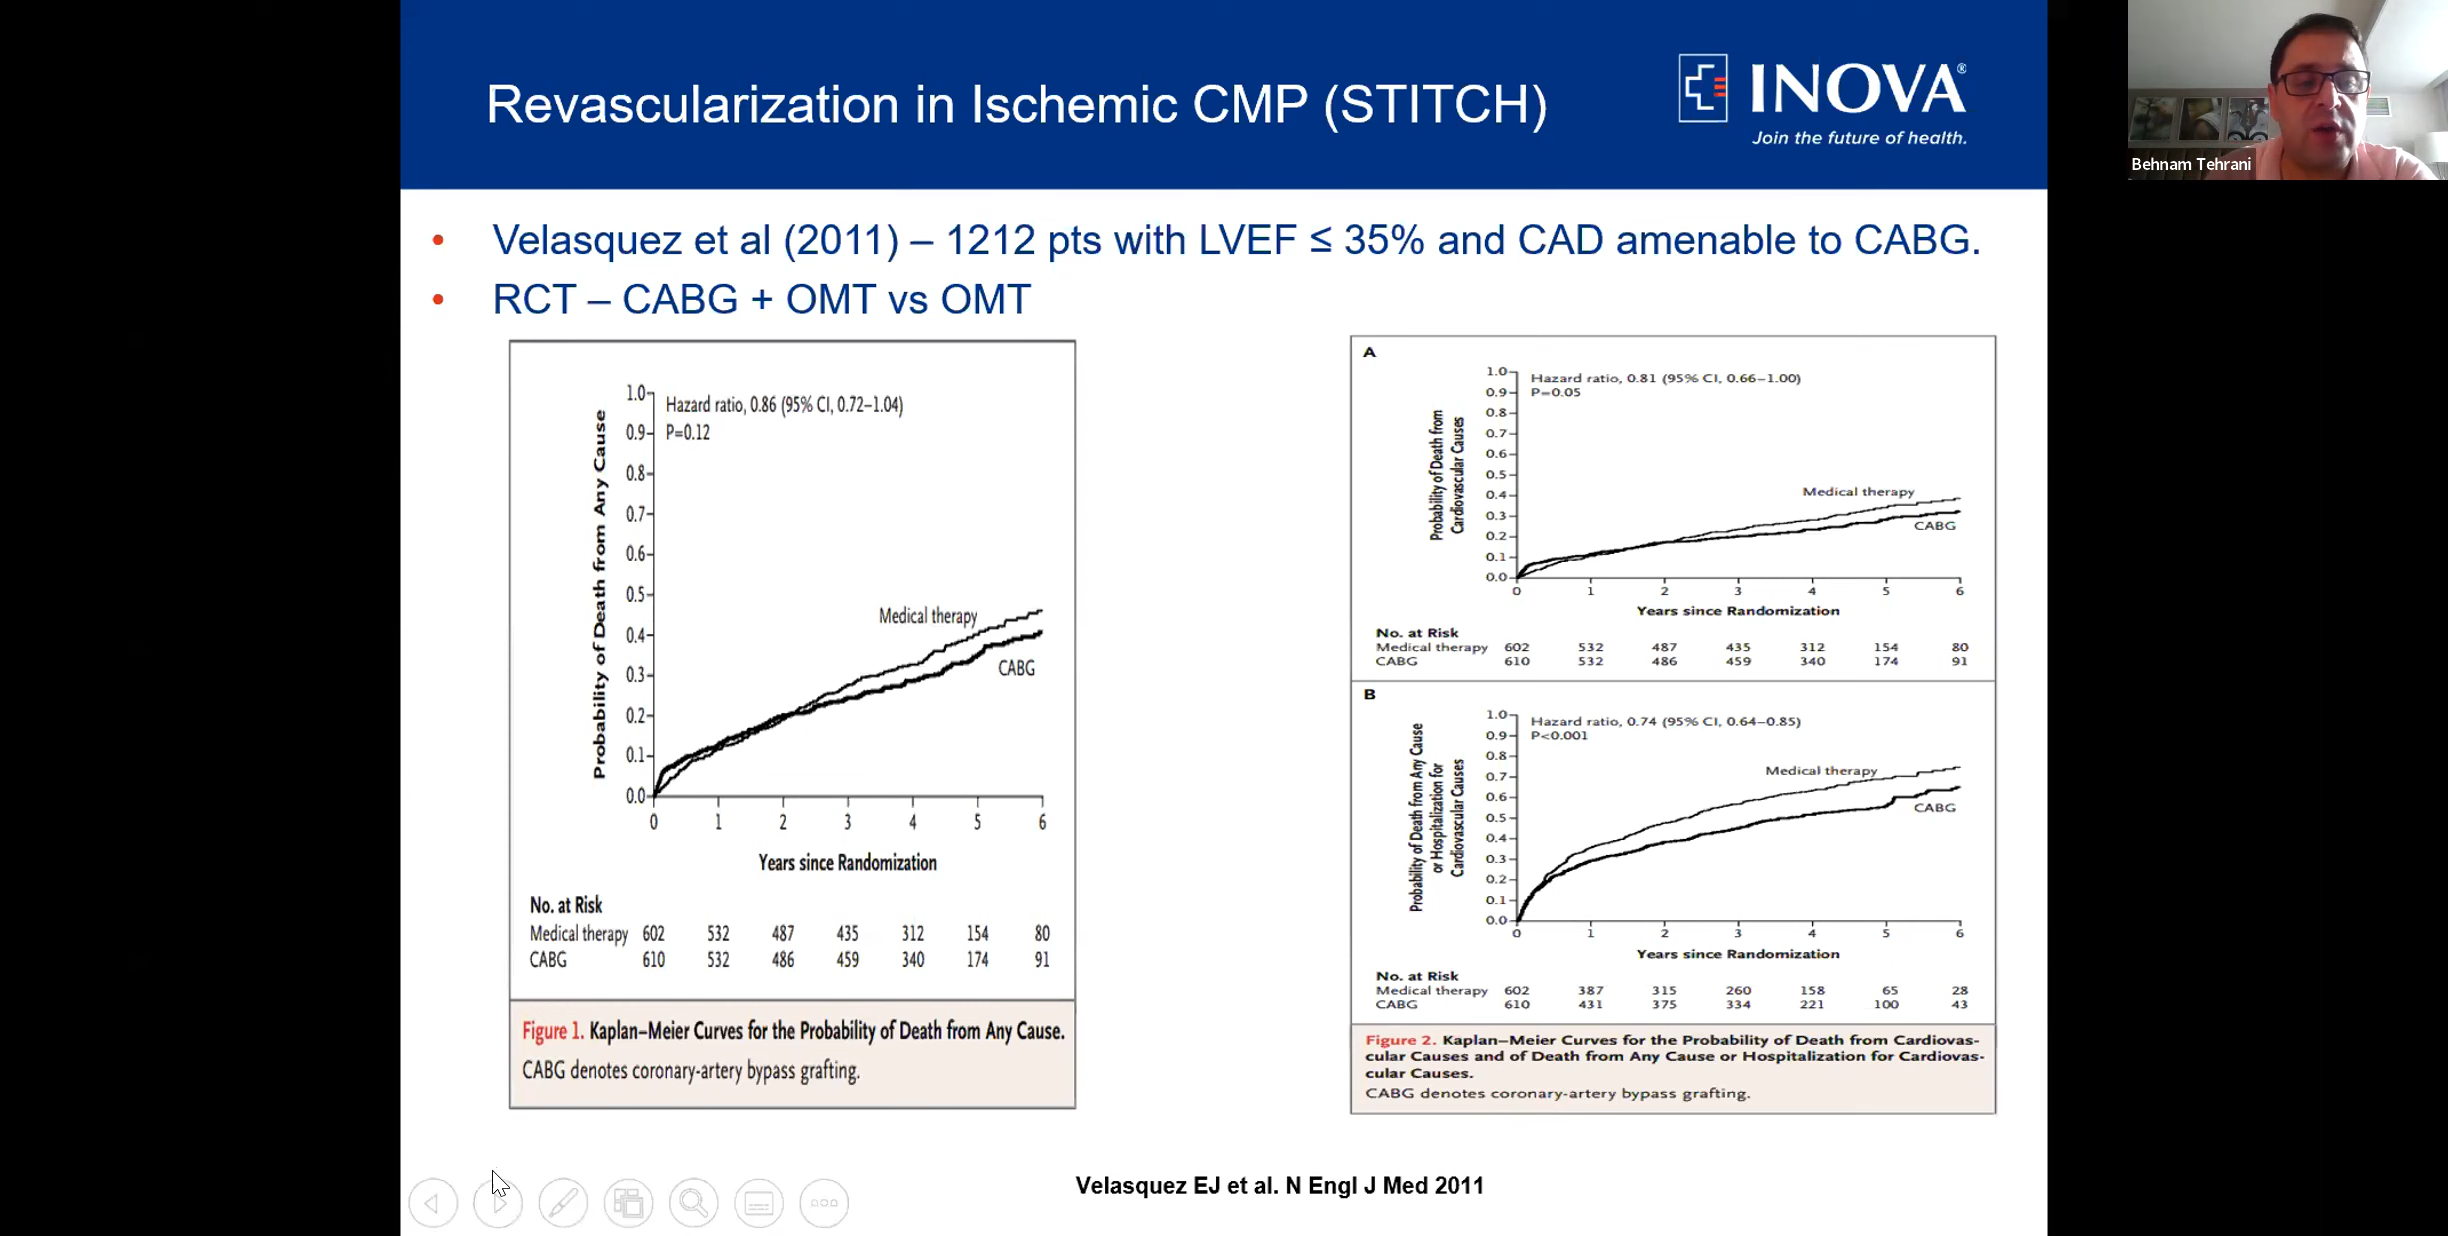 Revascularization in Ischemic CMP (STITCH)
INOVA®
Join the future of health.
Behnam Tehrani
• Velasquez et al (2011) – 1212 pts with LVEF ≤ 35% and CAD amenable to CABG.
• RCT – CABG + OMT vs OMT
Probability of Death from Any Cause
1.0
0.9
0.8
0.7
0.6
0.5
0.4
0.3
0.2
0.1
0.0
Hazard ratio, 0.86 (95% CI, 0.72–1.04)
P=0.12
Medical therapy
CABG
0 1 2 3 4 5 6
Years since Randomization
No. at Risk
Medical therapy 602 532 487 435 312 154 80
CABG 610 532 486 459 340 174 91
Figure 1. Kaplan–Meier Curves for the Probability of Death from Any Cause.
CABG denotes coronary-artery bypass grafting.
A
Probability of Death from
Cardiovascular Causes
1.0
0.9
0.8
0.7
0.6
0.5
0.4
0.3
0.2
0.1
0.0
Hazard ratio, 0.81 (95% CI, 0.66–1.00)
P=0.05
Medical therapy
CABG
0 1 2 3 4 5 6
Years since Randomization
No. at Risk
Medical therapy 602 532 487 435 312 154 80
CABG 610 532 486 459 340 174 91
B
Probability of Death from Any Cause
or Hospitalization for
Cardiovascular Causes
1.0
0.9
0.8
0.7
0.6
0.5
0.4
0.3
0.2
0.1
0.0
Hazard ratio, 0.74 (95% CI, 0.64–0.85)
P<0.001
Medical therapy
CABG
0 1 2 3 4 5 6
Years since Randomization
No. at Risk
Medical therapy 602 387 315 260 158 65 28
CABG 610 431 375 334 221 100 43
Figure 2. Kaplan–Meier Curves for the Probability of Death from Cardiovas-
cular Causes and of Death from Any Cause or Hospitalization for Cardiovas-
cular Causes.
CABG denotes coronary-artery bypass grafting.
Velasquez EJ et al. N Engl J Med 2011